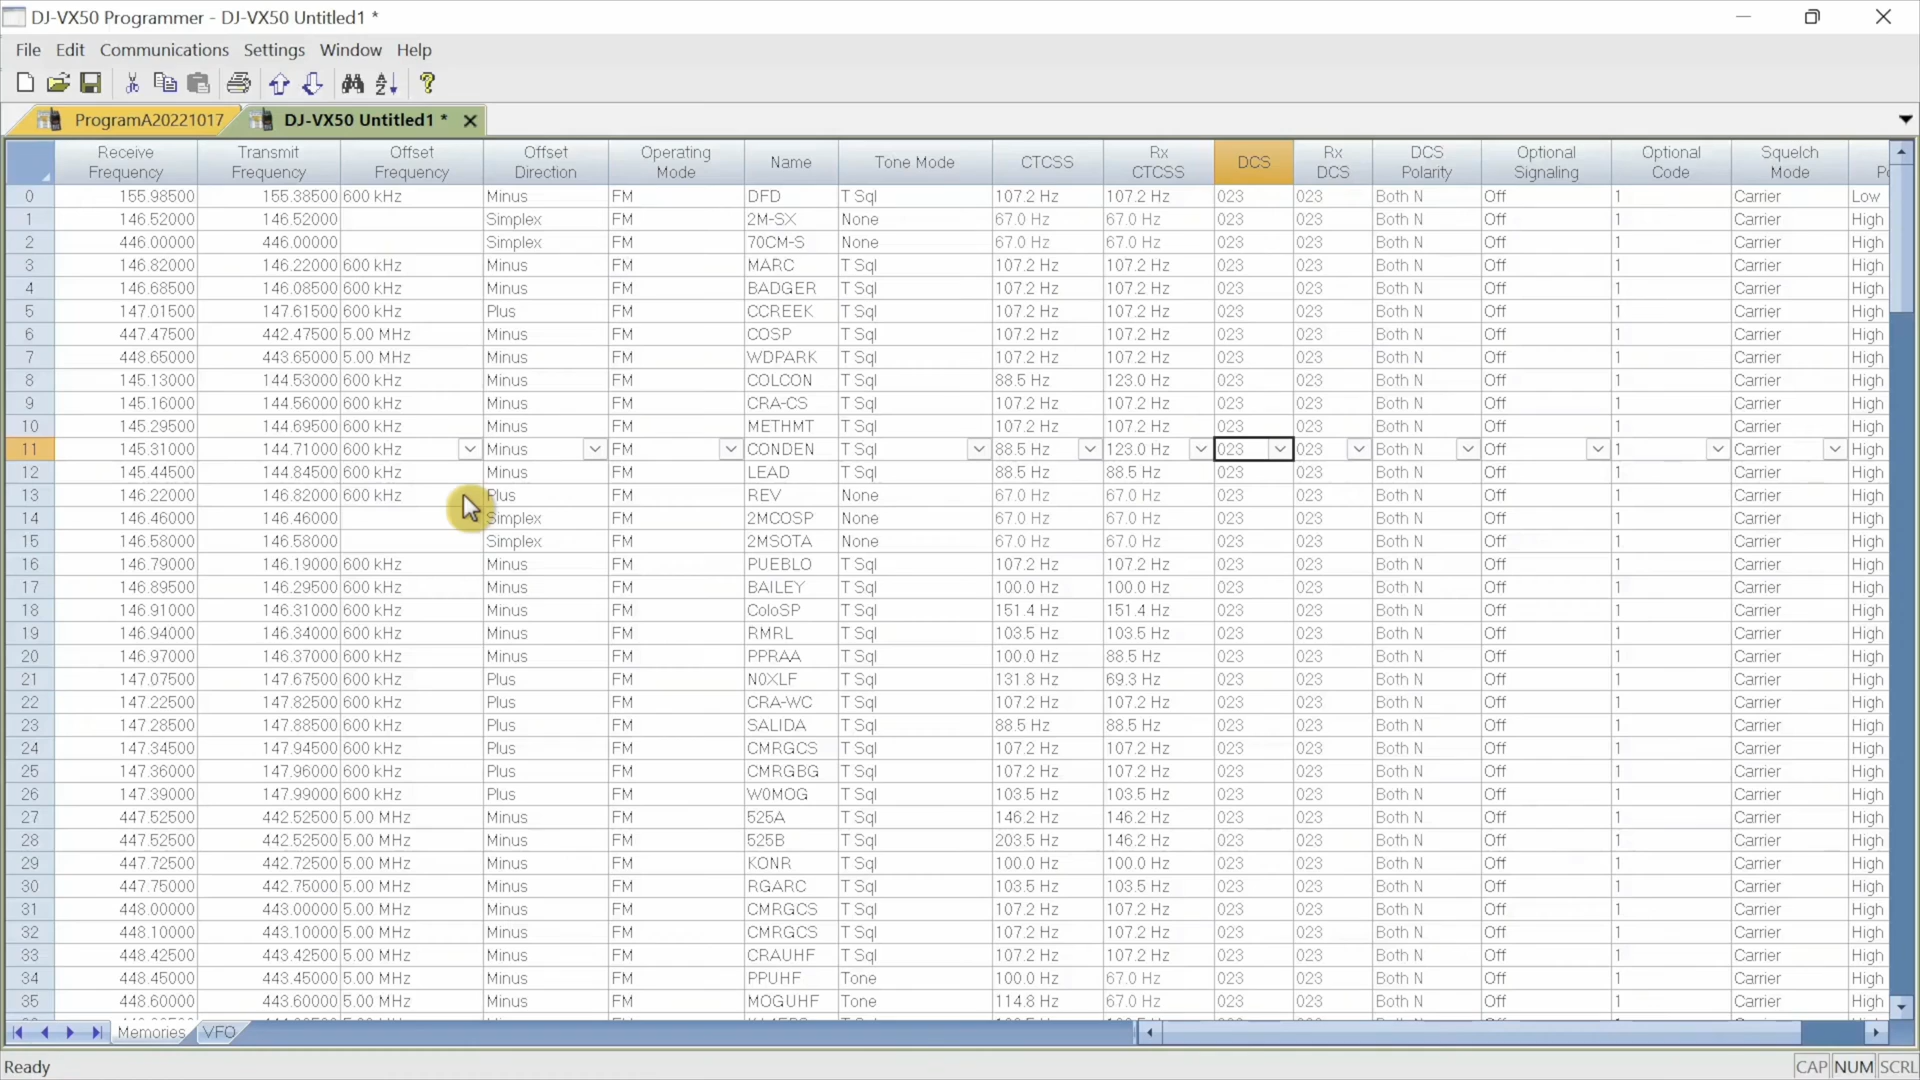 DJ-VX50 Programmer - DJ-VX50 Untitled1 *
File Edit Communications Settings Window Help
ProgramA20221017 DJ-VX50 Untitled1 *
Receive Frequency Transmit Frequency Offset Frequency Offset Direction Operating Mode Name Tone Mode CTCSS Rx CTCSS DCS Rx DCS DCS Polarity Optional Signaling Optional Code Squelch Mode
0 155.98500 155.38500 600 kHz Minus FM DFD T Sql 107.2 Hz 107.2 Hz 023 023 Both N Off 1 Carrier Low
1 146.52000 146.52000 Simplex FM 2M-SX None 67.0 Hz 67.0 Hz 023 023 Both N Off 1 Carrier High
2 446.00000 446.00000 Simplex FM 70CM-S None 67.0 Hz 67.0 Hz 023 023 Both N Off 1 Carrier High
3 146.82000 146.22000 600 kHz Minus FM MARC T Sql 107.2 Hz 107.2 Hz 023 023 Both N Off 1 Carrier High
4 146.68500 146.08500 600 kHz Minus FM BADGER T Sql 107.2 Hz 107.2 Hz 023 023 Both N Off 1 Carrier High
5 147.01500 147.61500 600 kHz Plus FM CCREEK T Sql 107.2 Hz 107.2 Hz 023 023 Both N Off 1 Carrier High
6 447.47500 442.47500 5.00 MHz Minus FM COSP T Sql 107.2 Hz 107.2 Hz 023 023 Both N Off 1 Carrier High
7 448.65000 443.65000 5.00 MHz Minus FM WDPARK T Sql 107.2 Hz 107.2 Hz 023 023 Both N Off 1 Carrier High
8 145.13000 144.53000 600 kHz Minus FM COLCON T Sql 88.5 Hz 123.0 Hz 023 023 Both N Off 1 Carrier High
9 145.16000 144.56000 600 kHz Minus FM CRA-CS T Sql 107.2 Hz 107.2 Hz 023 023 Both N Off 1 Carrier High
10 145.29500 144.69500 600 kHz Minus FM METHMT T Sql 107.2 Hz 107.2 Hz 023 023 Both N Off 1 Carrier High
11 145.31000 144.71000 600 kHz Minus FM CONDEN T Sql 88.5 Hz 123.0 Hz 023 023 Both N Off 1 Carrier High
12 145.44500 144.84500 600 kHz Minus FM LEAD T Sql 88.5 Hz 88.5 Hz 023 023 Both N Off 1 Carrier High
13 146.22000 146.82000 600 kHz Plus FM REV None 67.0 Hz 67.0 Hz 023 023 Both N Off 1 Carrier High
14 146.46000 146.46000 Simplex FM 2MCOSP None 67.0 Hz 67.0 Hz 023 023 Both N Off 1 Carrier High
15 146.58000 146.58000 Simplex FM 2MSOTA None 67.0 Hz 67.0 Hz 023 023 Both N Off 1 Carrier High
16 146.79000 146.19000 600 kHz Minus FM PUEBLO T Sql 107.2 Hz 107.2 Hz 023 023 Both N Off 1 Carrier High
17 146.89500 146.29500 600 kHz Minus FM BAILEY T Sql 100.0 Hz 100.0 Hz 023 023 Both N Off 1 Carrier High
18 146.91000 146.31000 600 kHz Minus FM ColoSP T Sql 151.4 Hz 151.4 Hz 023 023 Both N Off 1 Carrier High
19 146.94000 146.34000 600 kHz Minus FM RMRL T Sql 103.5 Hz 103.5 Hz 023 023 Both N Off 1 Carrier High
20 146.97000 146.37000 600 kHz Minus FM PPRAA T Sql 100.0 Hz 88.5 Hz 023 023 Both N Off 1 Carrier High
21 147.07500 147.67500 600 kHz Plus FM N0XLF T Sql 131.8 Hz 69.3 Hz 023 023 Both N Off 1 Carrier High
22 147.22500 147.82500 600 kHz Plus FM CRA-WC T Sql 107.2 Hz 107.2 Hz 023 023 Both N Off 1 Carrier High
23 147.28500 147.88500 600 kHz Plus FM SALIDA T Sql 88.5 Hz 88.5 Hz 023 023 Both N Off 1 Carrier High
24 147.34500 147.94500 600 kHz Plus FM CMRGCS T Sql 107.2 Hz 107.2 Hz 023 023 Both N Off 1 Carrier High
25 147.36000 147.96000 600 kHz Plus FM CMRGBG T Sql 107.2 Hz 107.2 Hz 023 023 Both N Off 1 Carrier High
26 147.39000 147.99000 600 kHz Plus FM W0MOG T Sql 103.5 Hz 103.5 Hz 023 023 Both N Off 1 Carrier High
27 447.52500 442.52500 5.00 MHz Minus FM 525A T Sql 146.2 Hz 146.2 Hz 023 023 Both N Off 1 Carrier High
28 447.52500 442.52500 5.00 MHz Minus FM 525B T Sql 203.5 Hz 146.2 Hz 023 023 Both N Off 1 Carrier High
29 447.72500 442.72500 5.00 MHz Minus FM KONR T Sql 100.0 Hz 100.0 Hz 023 023 Both N Off 1 Carrier High
30 447.75000 442.75000 5.00 MHz Minus FM RGARC T Sql 103.5 Hz 103.5 Hz 023 023 Both N Off 1 Carrier High
31 448.00000 443.00000 5.00 MHz Minus FM CMRGCS T Sql 107.2 Hz 107.2 Hz 023 023 Both N Off 1 Carrier High
32 448.10000 443.10000 5.00 MHz Minus FM CMRGCS T Sql 107.2 Hz 107.2 Hz 023 023 Both N Off 1 Carrier High
33 448.42500 443.42500 5.00 MHz Minus FM CRAUHF T Sql 107.2 Hz 107.2 Hz 023 023 Both N Off 1 Carrier High
34 448.45000 443.45000 5.00 MHz Minus FM PPUHF Tone 100.0 Hz 67.0 Hz 023 023 Both N Off 1 Carrier High
35 448.60000 443.60000 5.00 MHz Minus FM MOGUHF Tone 114.8 Hz 67.0 Hz 023 023 Both N Off 1 Carrier High
Memories VFO
Ready CAP NUM SCRL